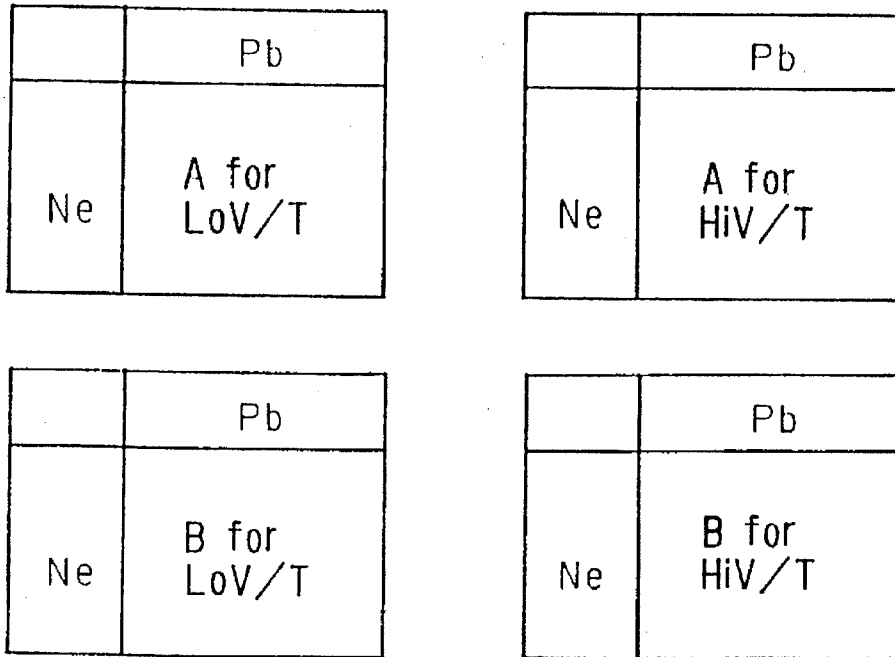 Pb
Ne
A for
LoV/T
Pb
Ne
A for
HiV/T
Pb
Ne
B for
LoV/T
Pb
Ne
B for
HiV/T